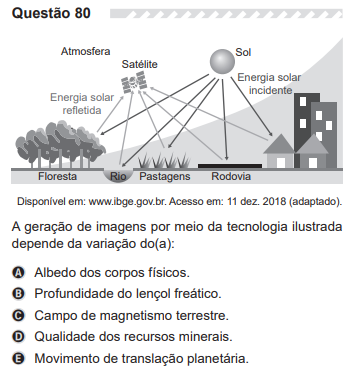 Questão 80
Atmosfera
Satélite
Sol
Energia solar
incidente
Energia solar
refletida
Floresta
Rio
Pastagens
Rodovia
Disponível em: www.ibge.gov.br. Acesso em: 11 dez. 2018 (adaptado).
A geração de imagens por meio da tecnologia ilustrada
depende da variação do(a):
A Albedo dos corpos físicos.
B Profundidade do lençol freático.
C Campo de magnetismo terrestre.
D Qualidade dos recursos minerais.
E Movimento de translação planetária.